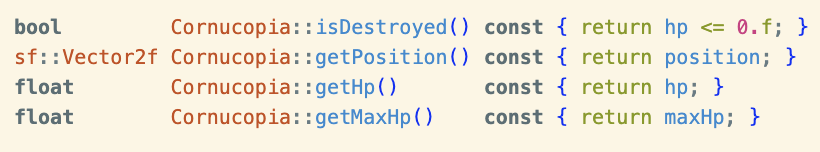 bool         Cornucopia::isDestroyed() const { return hp <= 0.f; }
sf::Vector2f Cornucopia::getPosition() const { return position; }
float        Cornucopia::getHp()       const { return hp; }
float        Cornucopia::getMaxHp()    const { return maxHp; }